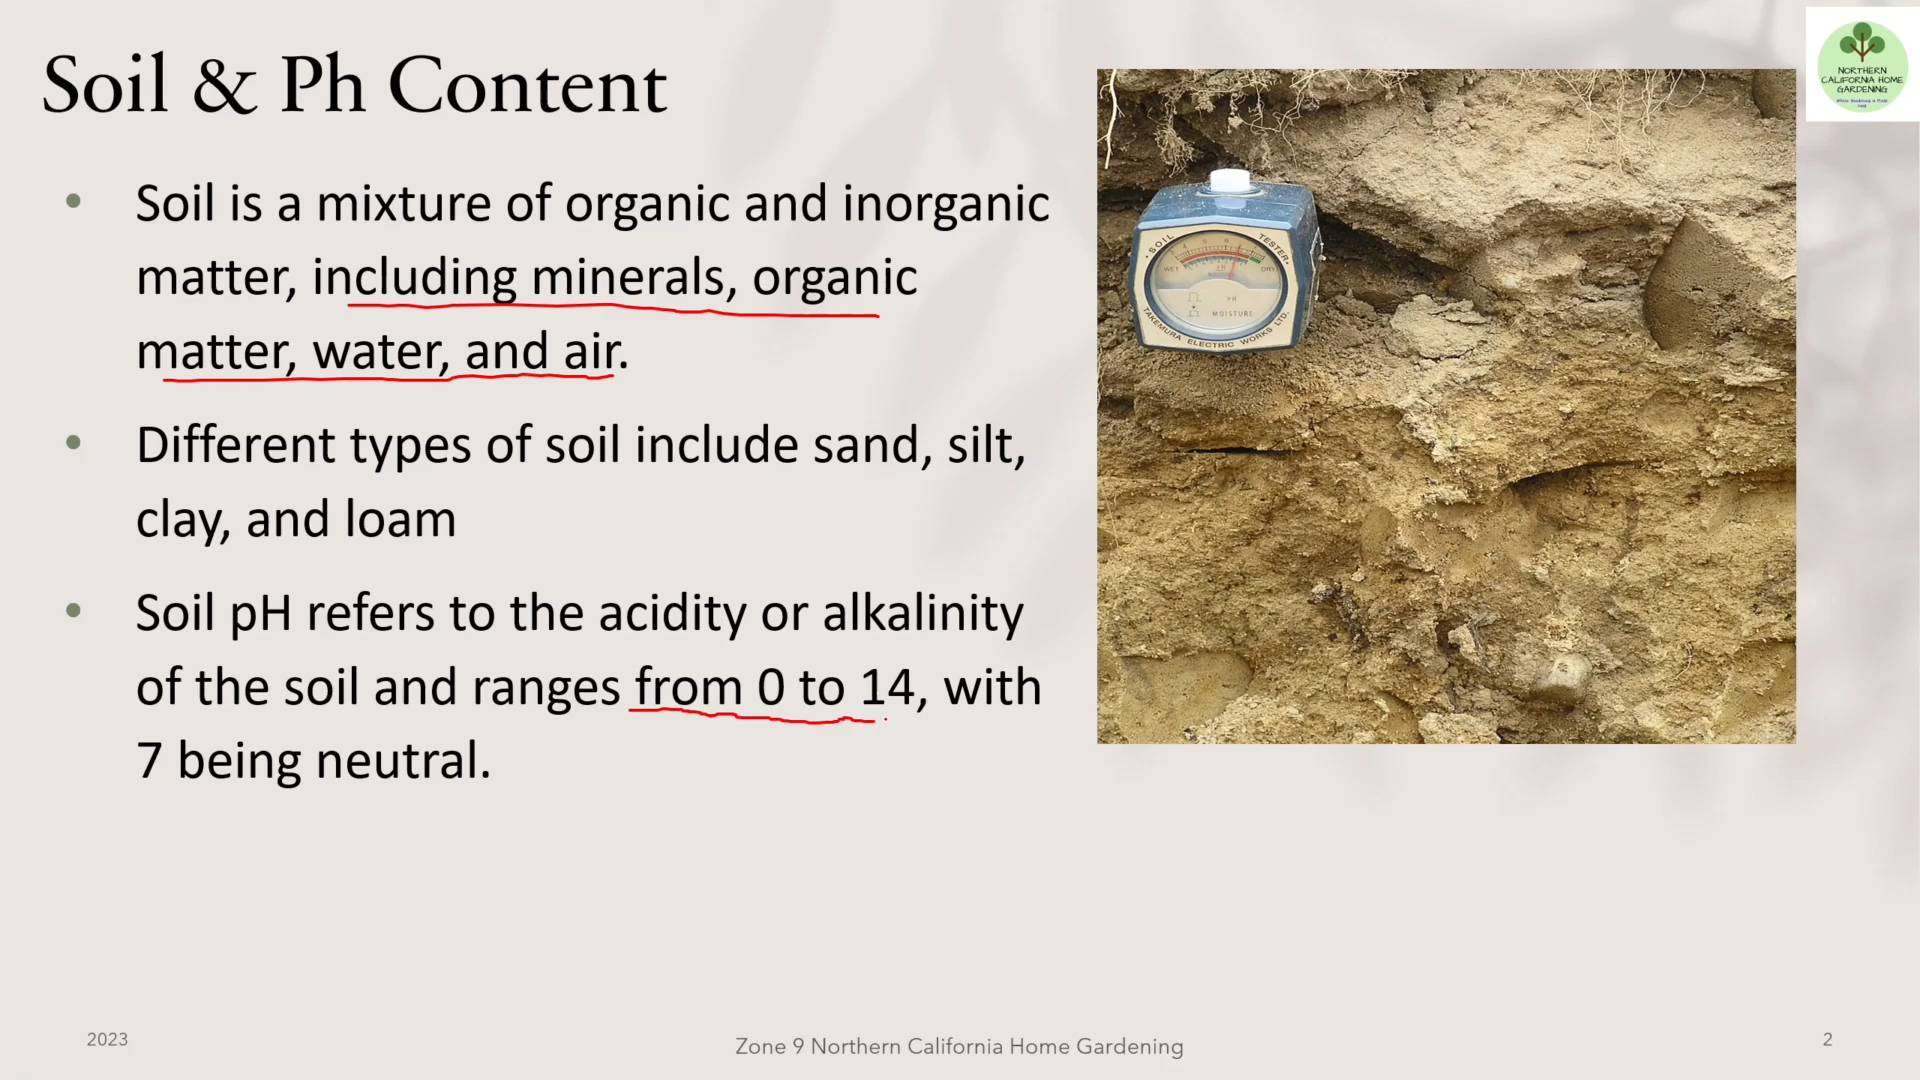 Soil & Ph Content
• Soil is a mixture of organic and inorganic
matter, including minerals, organic
matter, water, and air.
• Different types of soil include sand, silt,
clay, and loam
• Soil pH refers to the acidity or alkalinity
of the soil and ranges from 0 to 14, with
7 being neutral.
NORTHERN
CALIFORNIA HOME
GARDENING
SOIL TESTER
WET
DRY
PH
MOISTURE
TAKEMURA ELECTRIC WORKS LTD.
2023
Zone 9 Northern California Home Gardening
2